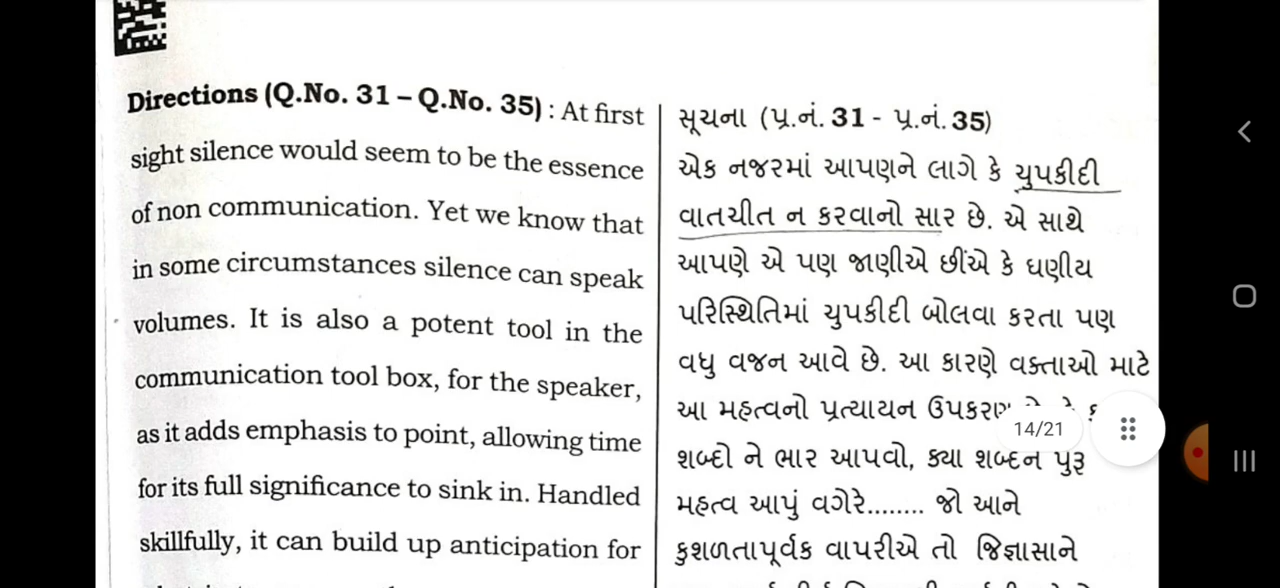 Directions (Q.No. 31 – Q.No. 35) : At first
sight silence would seem to be the essence
of non communication. Yet we know that
in some circumstances silence can speak
volumes. It is also a potent tool in the
communication tool box, for the speaker,
as it adds emphasis to point, allowing time
for its full significance to sink in. Handled
skillfully, it can build up anticipation for
સૂચના (પ્ર.નં. 31 - પ્ર.નં. 35)
એક નજરમાં આપણને લાગે કે ચુપકીદી
વાતચીત ન કરવાનો સાર છે. એ સાથે
આપણે એ પણ જાણીએ છીંએ કે ઘણીય
પરિસ્થિતિમાં ચુપકીદી બોલવા કરતા પણ
વધુ વજન આવે છે. આ કારણે વક્તાઓ માટે
આ મહત્વનો પ્રત્યાયન
શબ્દો ને ભાર આપવો, ક્યા શબ્દન પુરૂ
મહત્વ આપું વગેરે........ જો આને
કુશળતાપૂર્વક વાપરીએ તો જિજ્ઞાસાને
14/21